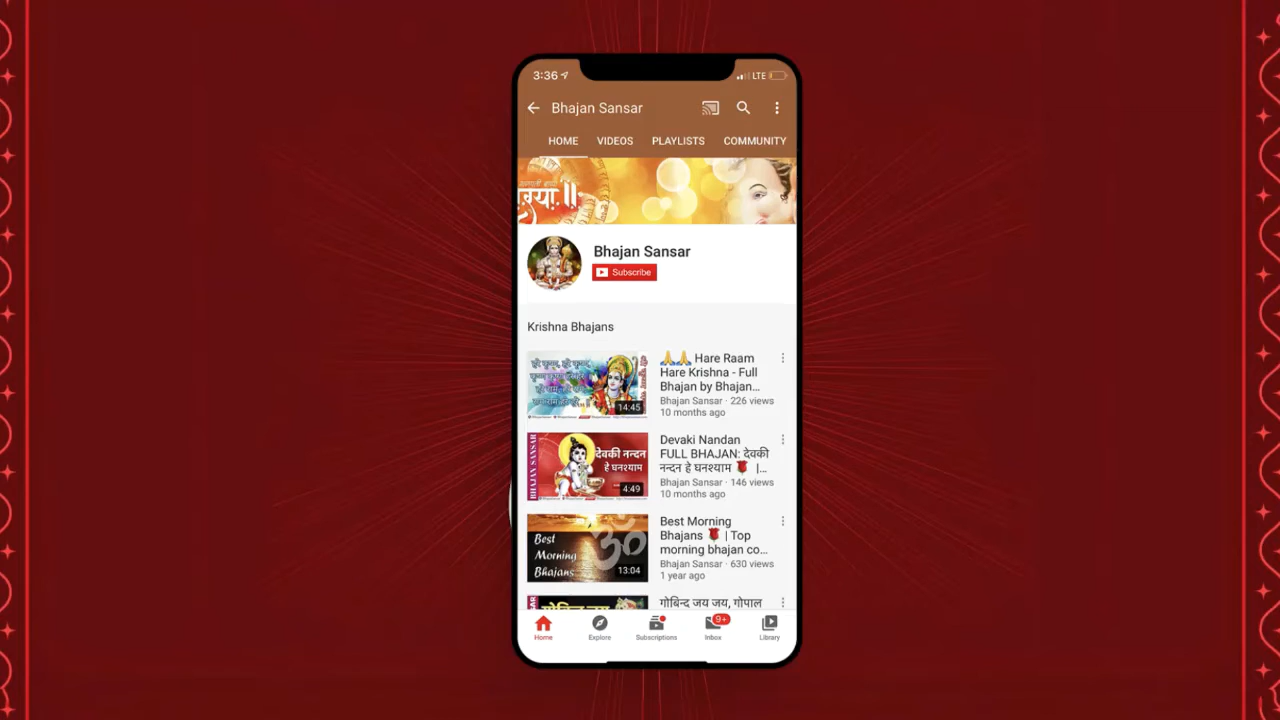 3:36
LTE
Bhajan Sansar
HOME VIDEOS PLAYLISTS COMMUNITY
Bhajan Sansar
Subscribe
Krishna Bhajans
14:45
🙏🙏 Hare Raam
Hare Krishna - Full
Bhajan by Bhajan...
Bhajan Sansar · 226 views
10 months ago
BHAJAN SANSAR
देवकी नन्दन
हे घनश्याम
4:49
Devaki Nandan
FULL BHAJAN: देवकी
नन्दन हे घनश्याम 🌹 |...
Bhajan Sansar · 146 views
10 months ago
Best
Morning
Bhajans
ॐ
13:04
Best Morning
Bhajans 🌹 | Top
morning bhajan co...
Bhajan Sansar · 630 views
1 year ago
गोबिन्द जय जय, गोपाल
Home Explore Subscriptions 9+ Inbox Library